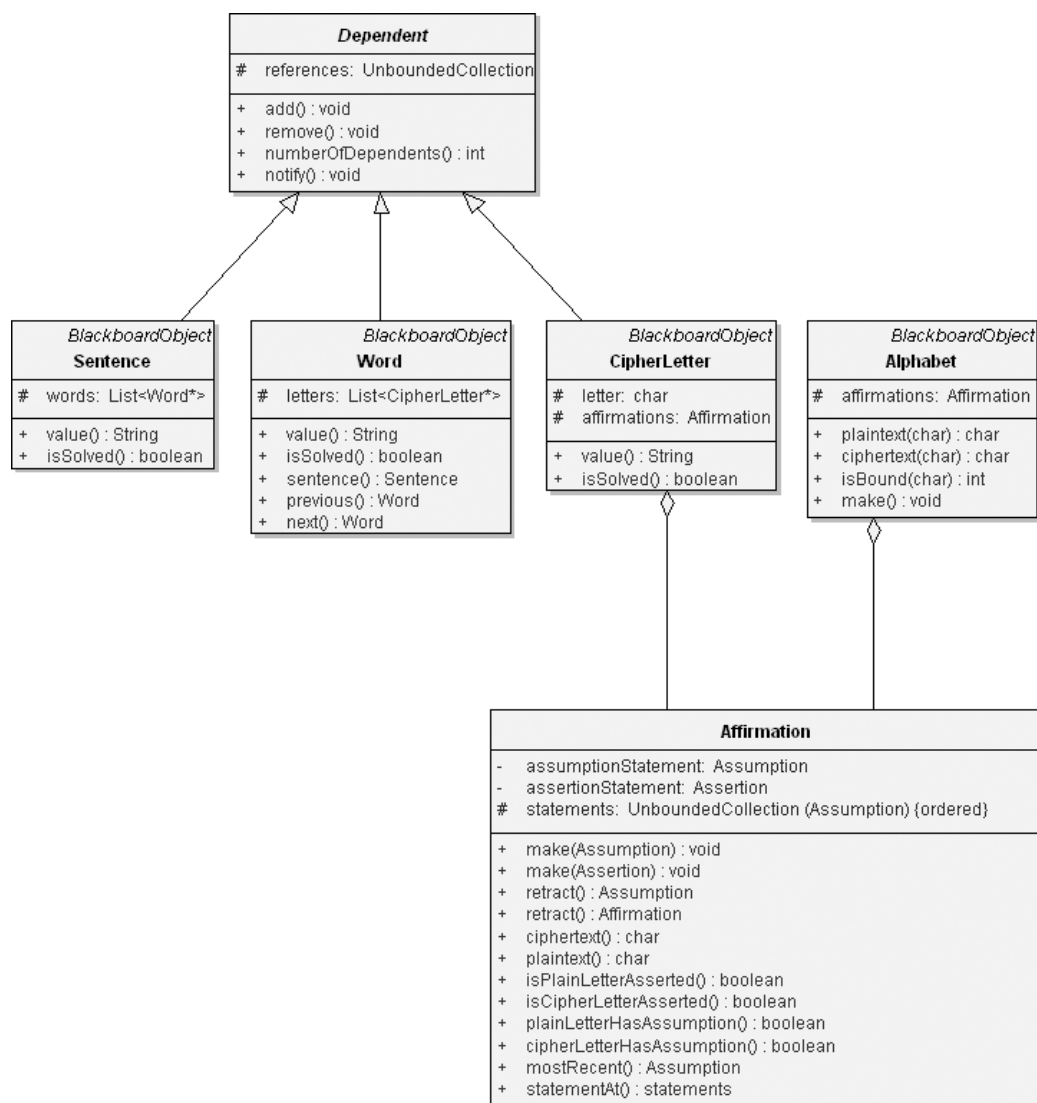 Dependent
# references: UnboundedCollection
+ add() : void
+ remove() : void
+ numberOfDependents() : int
+ notify() : void
BlackboardObject
Sentence
# words: List<Word*>
+ value() : String
+ isSolved() : boolean
BlackboardObject
Word
# letters: List<CipherLetter*>
+ value() : String
+ isSolved() : boolean
+ sentence() : Sentence
+ previous() : Word
+ next() : Word
BlackboardObject
CipherLetter
# letter: char
# affirmations: Affirmation
+ value() : String
+ isSolved() : boolean
BlackboardObject
Alphabet
# affirmations: Affirmation
+ plaintext(char) : char
+ ciphertext(char) : char
+ isBound(char) : int
+ make() : void
Affirmation
- assumptionStatement: Assumption
- assertionStatement: Assertion
# statements: UnboundedCollection (Assumption) {ordered}
+ make(Assumption) : void
+ make(Assertion) : void
+ retract() : Assumption
+ retract() : Affirmation
+ ciphertext() : char
+ plaintext() : char
+ isPlainLetterAsserted() : boolean
+ isCipherLetterAsserted() : boolean
+ plainLetterHasAssumption() : boolean
+ cipherLetterHasAssumption() : boolean
+ mostRecent() : Assumption
+ statementAt() : statements